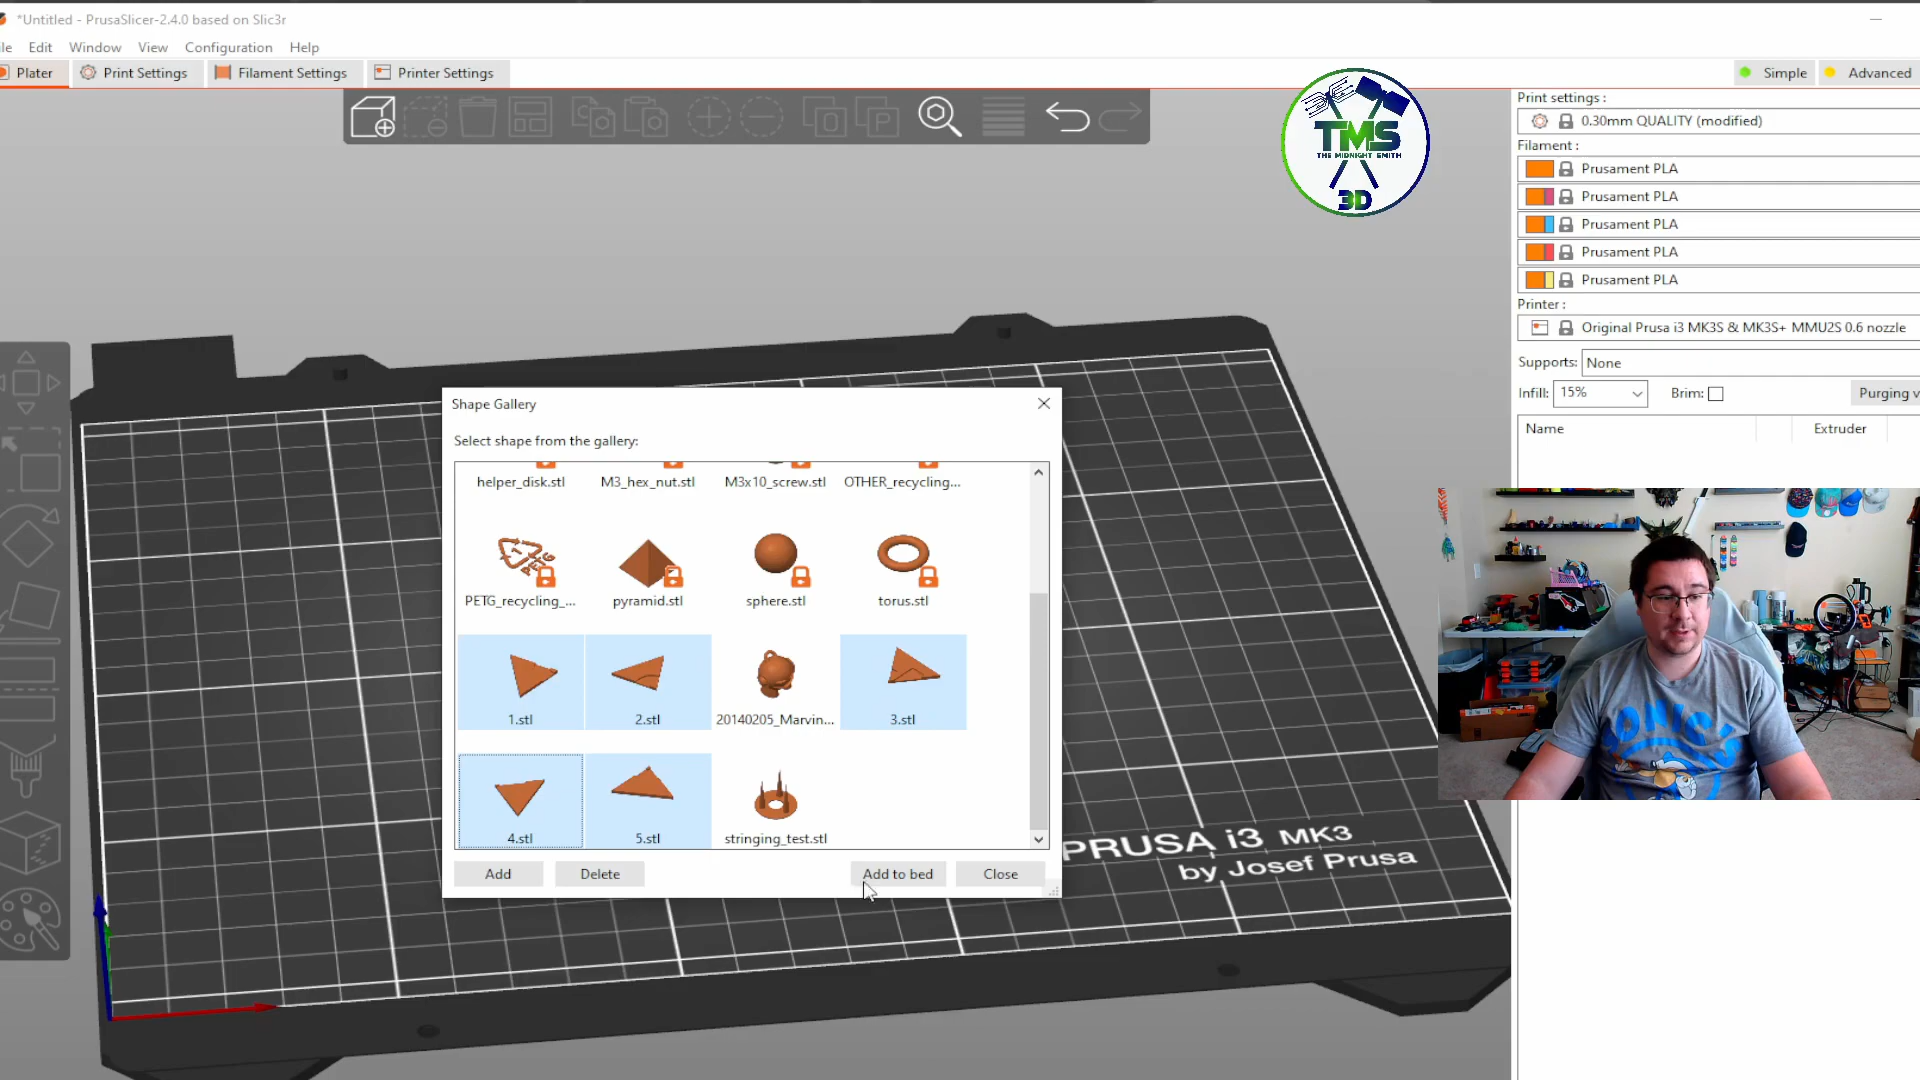 *Untitled - PrusaSlicer-2.4.0 based on Slic3r
le Edit Window View Configuration Help
Plater Print Settings Filament Settings Printer Settings
Simple Advanced
TMS
THE MIDNIGHT SMITH
3D
Print settings :
0.30mm QUALITY (modified)
Filament :
Prusament PLA
Prusament PLA
Prusament PLA
Prusament PLA
Prusament PLA
Printer :
Original Prusa i3 MK3S & MK3S+ MMU2S 0.6 nozzle
Supports: None
Infill: 15% Brim: Purging v
Name Extruder
Shape Gallery
Select shape from the gallery:
helper_disk.stl M3_hex_nut.stl M3x10_screw.stl OTHER_recycling...
PETG_recycling_... pyramid.stl sphere.stl torus.stl
1.stl 2.stl 20140205_Marvin... 3.stl
4.stl 5.stl stringing_test.stl
Add Delete Add to bed Close
PRUSA i3 MK3
by Josef Prusa